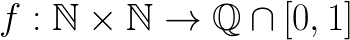 f : ℕ × ℕ → ℚ ∩ [0, 1]